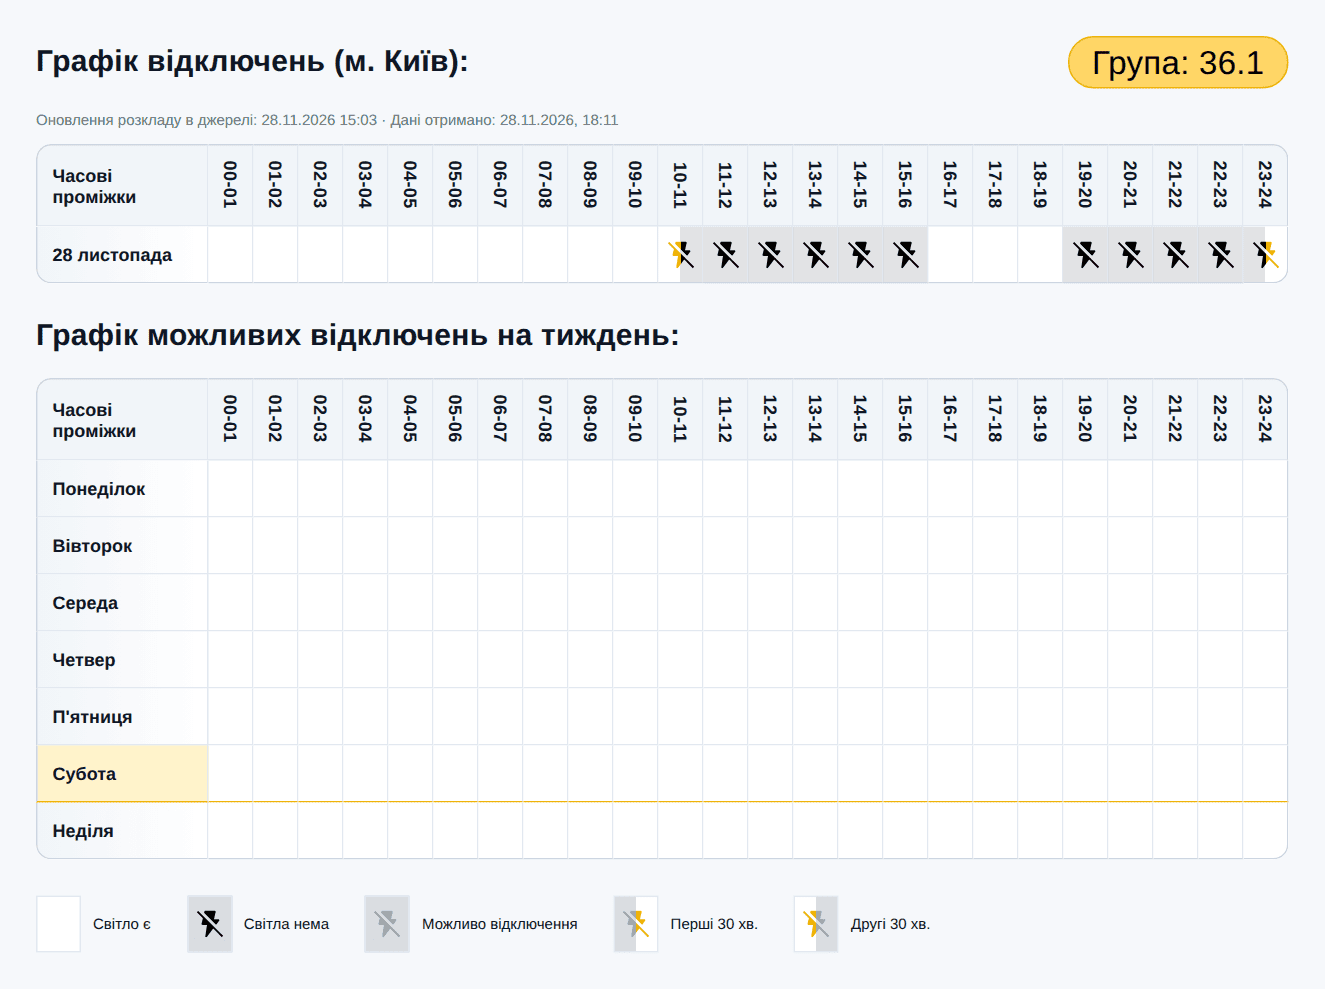 Графік відключень (м. Київ):
Група: 36.1
Оновлення розкладу в джерелі: 28.11.2026 15:03 · Дані отримано: 28.11.2026, 18:11
Часові проміжки 00-01 01-02 02-03 03-04 04-05 05-06 06-07 07-08 08-09 09-10 10-11 11-12 12-13 13-14 14-15 15-16 16-17 17-18 18-19 19-20 20-21 21-22 22-23 23-24
28 листопада
Графік можливих відключень на тиждень:
Часові проміжки 00-01 01-02 02-03 03-04 04-05 05-06 06-07 07-08 08-09 09-10 10-11 11-12 12-13 13-14 14-15 15-16 16-17 17-18 18-19 19-20 20-21 21-22 22-23 23-24
Понеділок
Вівторок
Середа
Четвер
П'ятниця
Субота
Неділя
Світло є Світла нема Можливо відключення Перші 30 хв. Другі 30 хв.